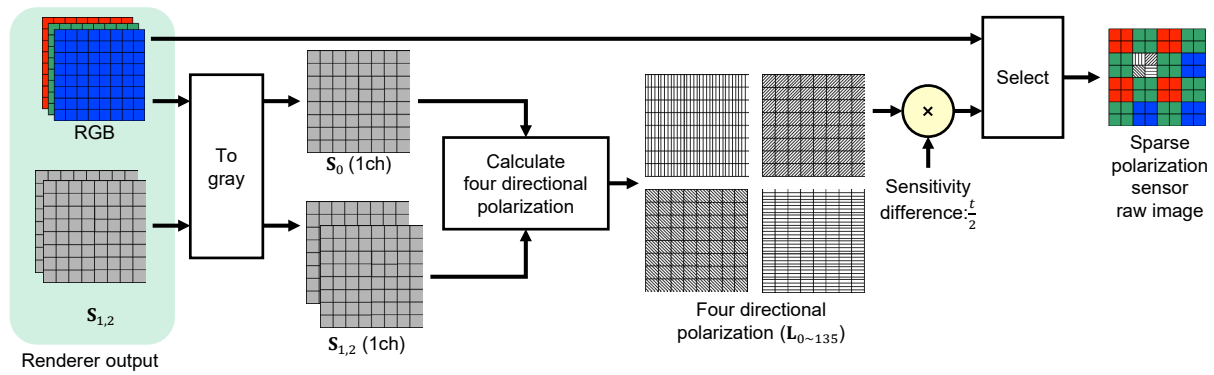 RGB
S1,2
Renderer output
To
gray
S0 (1ch)
S1,2 (1ch)
Calculate
four directional
polarization
Four directional
polarization (L0~135)
×
Sensitivity
difference:t/2
Select
Sparse
polarization
sensor
raw image